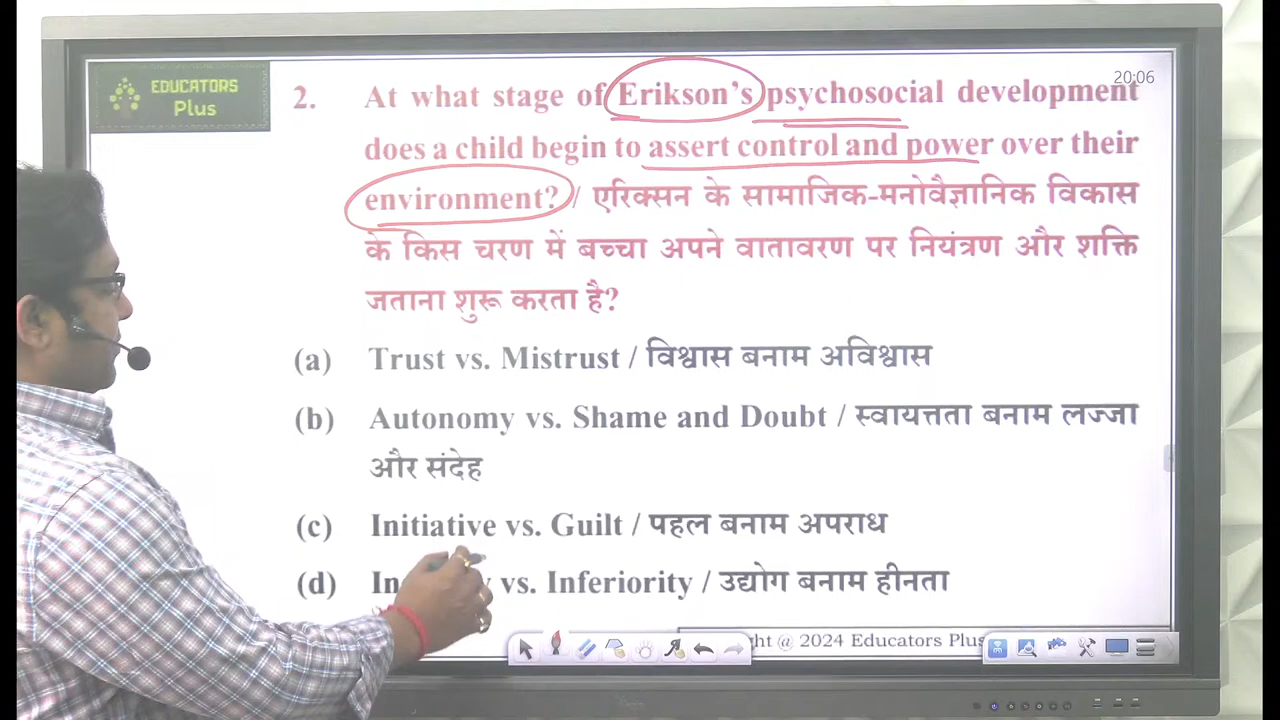 EDUCATORS
Plus
20:06
2. At what stage of Erikson's psychosocial development
does a child begin to assert control and power over their
environment? / एरिक्सन के सामाजिक-मनोवैज्ञानिक विकास
के किस चरण में बच्चा अपने वातावरण पर नियंत्रण और शक्ति
जताना शुरू करता है?
(a) Trust vs. Mistrust / विश्वास बनाम अविश्वास
(b) Autonomy vs. Shame and Doubt / स्वायत्तता बनाम लज्जा
और संदेह
(c) Initiative vs. Guilt / पहल बनाम अपराध
(d) vs. Inferiority / उद्योग बनाम हीनता
@ 2024 Educators Plus